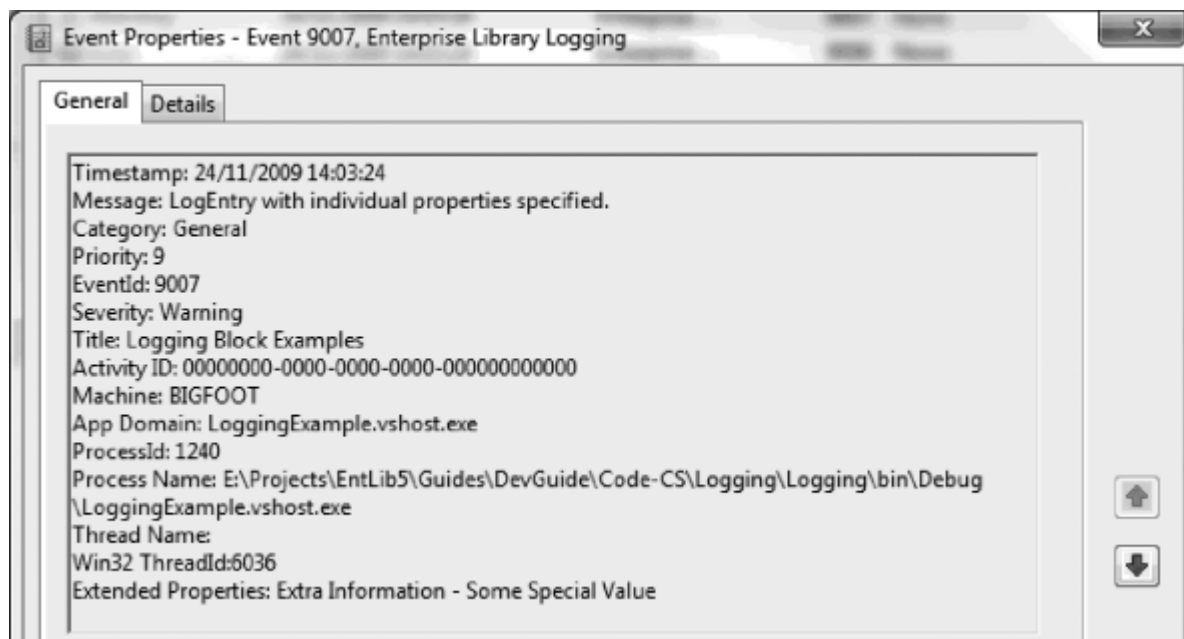 Event Properties - Event 9007, Enterprise Library Logging
General Details
Timestamp: 24/11/2009 14:03:24
Message: LogEntry with individual properties specified.
Category: General
Priority: 9
EventId: 9007
Severity: Warning
Title: Logging Block Examples
Activity ID: 00000000-0000-0000-0000-000000000000
Machine: BIGFOOT
App Domain: LoggingExample.vshost.exe
ProcessId: 1240
Process Name: E:\Projects\EntLib5\Guides\DevGuide\Code-CS\Logging\Logging\bin\Debug
\LoggingExample.vshost.exe
Thread Name:
Win32 ThreadId:6036
Extended Properties: Extra Information - Some Special Value